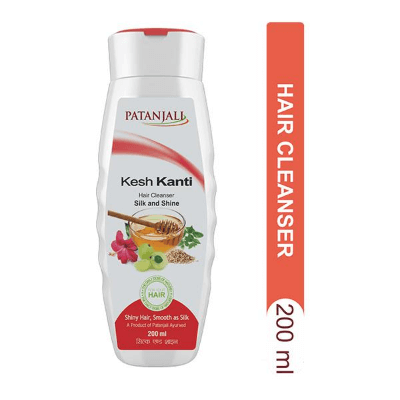 PATANJALI
Kesh Kanti
Hair Cleanser
Silk and Shine
HAIR
Shiny Hair, Smooth as Silk
A Product of Patanjali Ayurved
200 ml
HAIR CLEANSER
200 ml